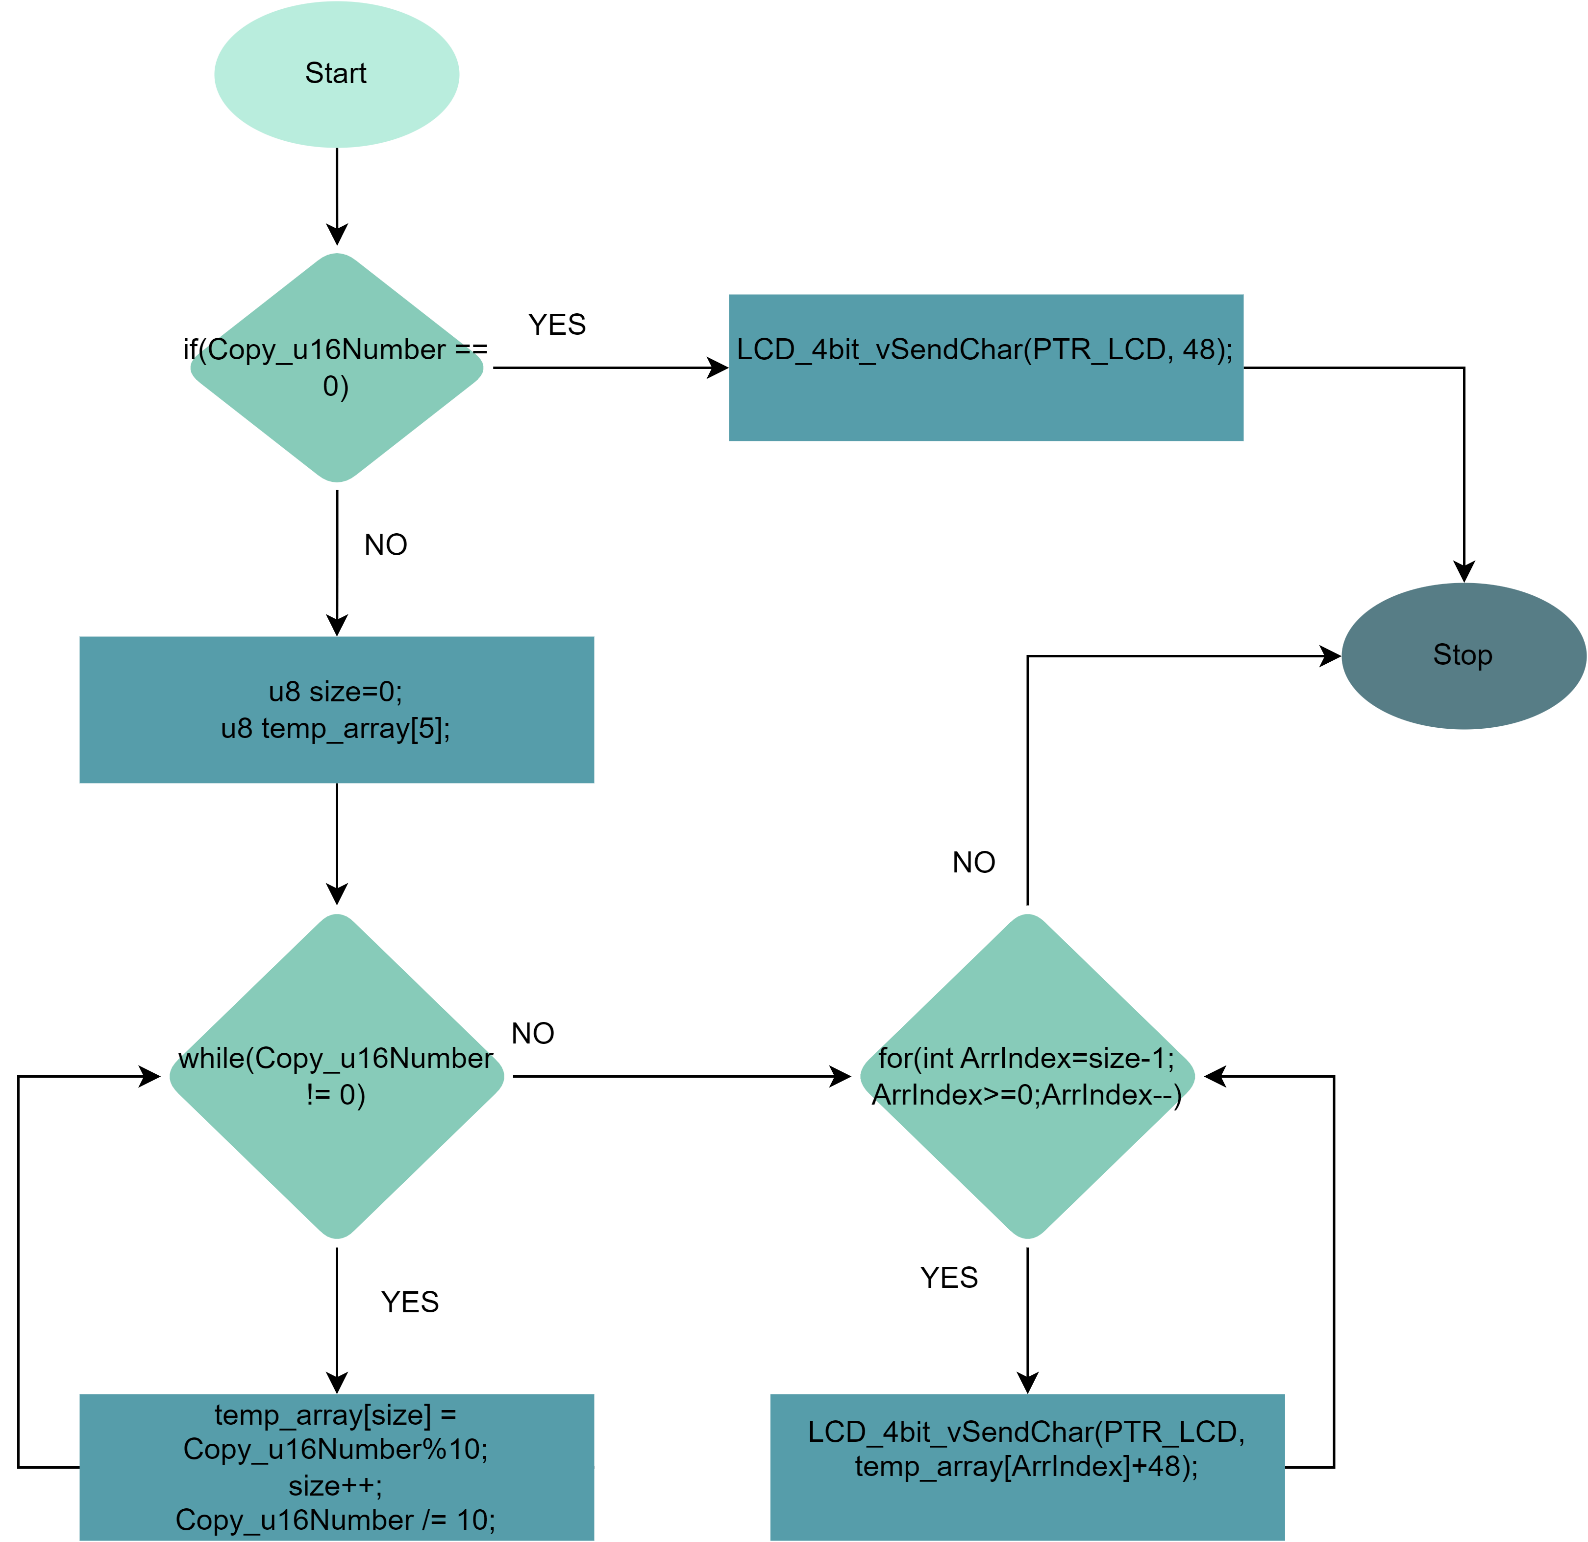 Start
if(Copy_u16Number ==
0)
YES
LCD_4bit_vSendChar(PTR_LCD, 48);
NO
u8 size=0;
u8 temp_array[5];
Stop
NO
while(Copy_u16Number
!= 0)
NO
for(int ArrIndex=size-1;
ArrIndex>=0;ArrIndex--)
YES
YES
temp_array[size] =
Copy_u16Number%10;
size++;
Copy_u16Number /= 10;
LCD_4bit_vSendChar(PTR_LCD,
temp_array[ArrIndex]+48);